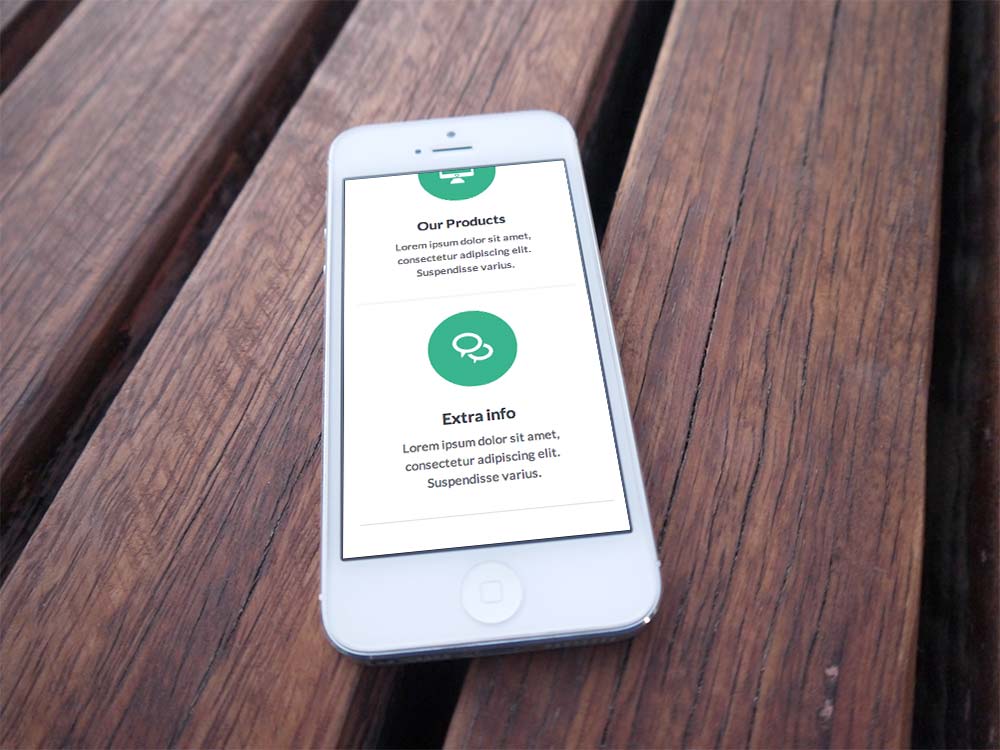 Our Products
Lorem ipsum dolor sit amet,
consectetur adipiscing elit.
Suspendisse varius.
Extra info
Lorem ipsum dolor sit amet,
consectetur adipiscing elit.
Suspendisse varius.